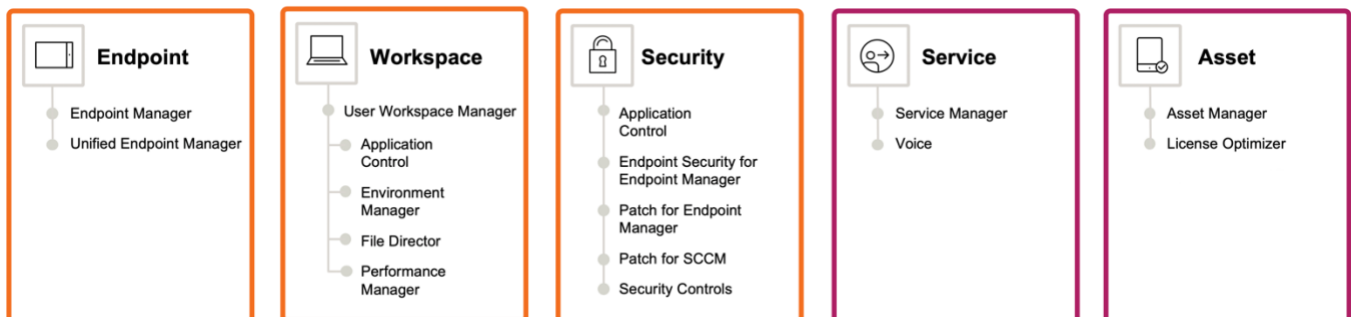 Endpoint
Endpoint Manager
Unified Endpoint Manager
Workspace
User Workspace Manager
Application
Control
Environment
Manager
File Director
Performance
Manager
Security
Application
Control
Endpoint Security for
Endpoint Manager
Patch for Endpoint
Manager
Patch for SCCM
Security Controls
Service
Service Manager
Voice
Asset
Asset Manager
License Optimizer